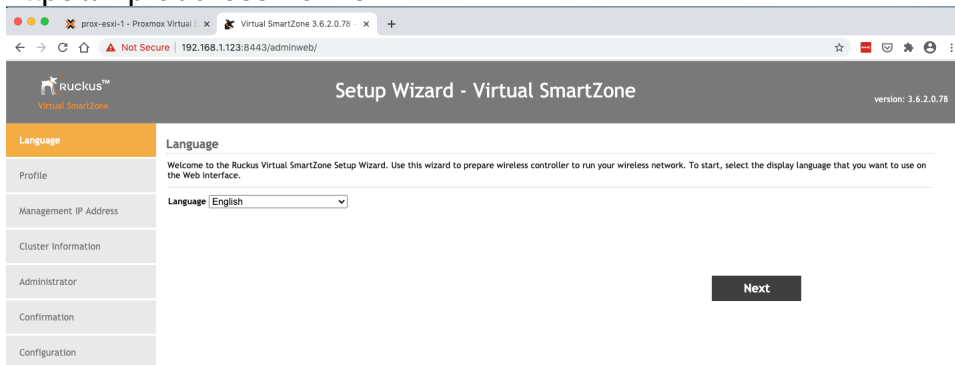 prox-esxi-1 - Proxmox Virtual E
Virtual SmartZone 3.6.2.0.78 -
Not Secure | 192.168.1.123:8443/adminweb/
Ruckus™
Virtual SmartZone
Setup Wizard - Virtual SmartZone
version: 3.6.2.0.78
Language
Profile
Management IP Address
Cluster Information
Administrator
Confirmation
Configuration
Language
Welcome to the Ruckus Virtual SmartZone Setup Wizard. Use this wizard to prepare wireless controller to run your wireless network. To start, select the display language that you want to use on
the Web interface.
Language English
Next